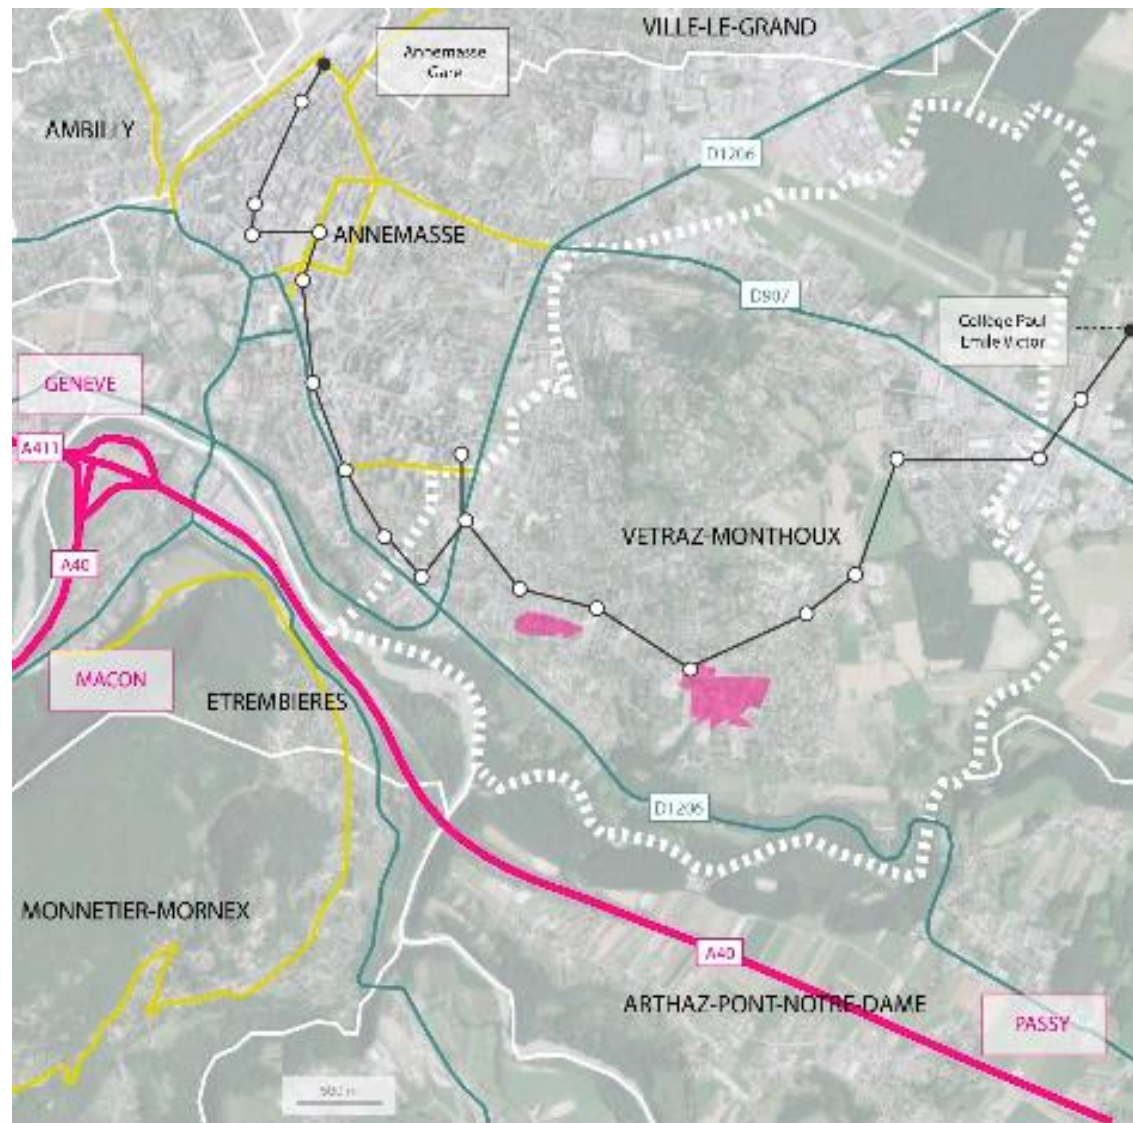 VILLE-LE-GRAND
Annemasse
Gare
AMBILLY
D1206
ANNEMASSE
D907
Collège Paul
Emile Victor
GENEVE
A411
A40
VETRAZ-MONTHOUX
MACON
ETREMBIERES
D1206
MONNETIER-MORNEX
A40
ARTHAZ-PONT-NOTRE-DAME
PASSY
500 m